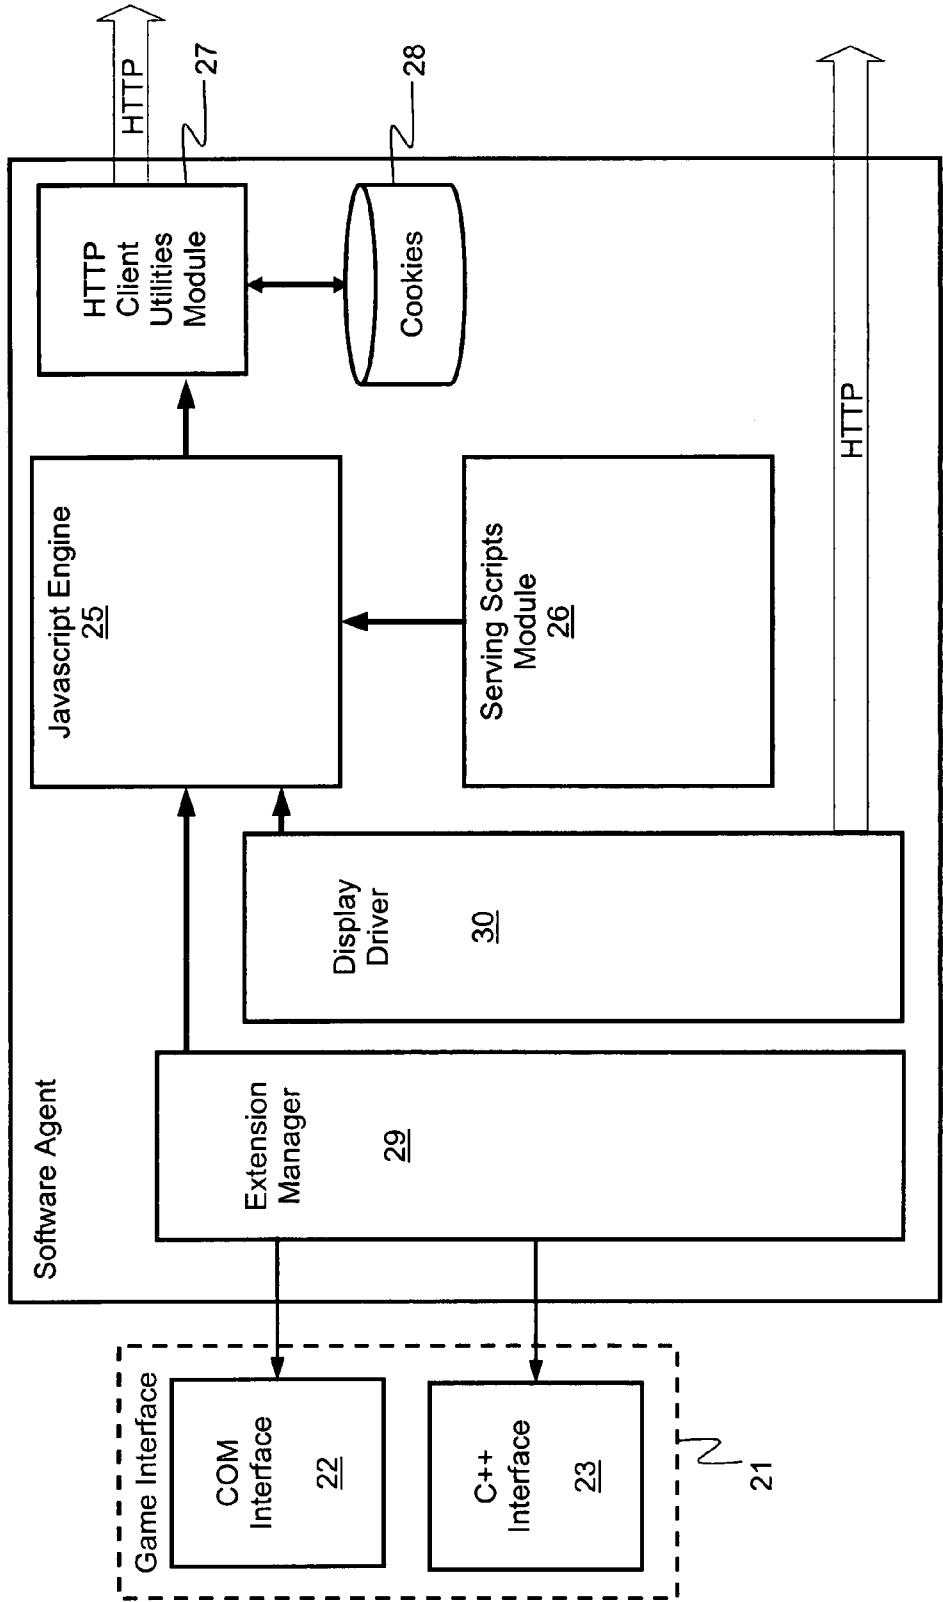 Game Interface
COM
Interface
22
C++
Interface
23
21
Software Agent
Extension
Manager
29
Display
Driver
30
Javascript Engine
25
Serving Scripts
Module
26
HTTP
Client
Utilities
Module
27
Cookies
28
HTTP
HTTP